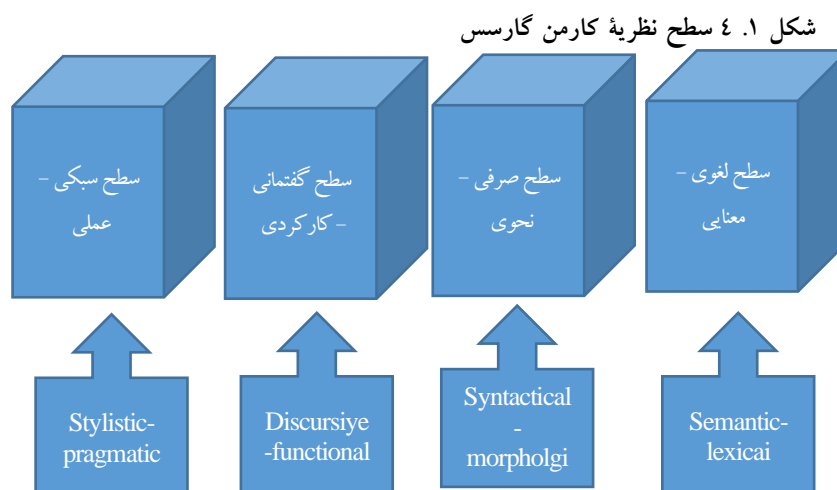 شکل ۱. ٤ سطح نظریۀ کارمن گارسس
سطح لغوی –
معنایی
سطح صرفی –
نحوی
سطح گفتمانی
– کارکردی
سطح سبکی –
عملی
Semantic-
lexicai
Syntactical
-
morpholgi
Discursiye
-functional
Stylistic-
pragmatic